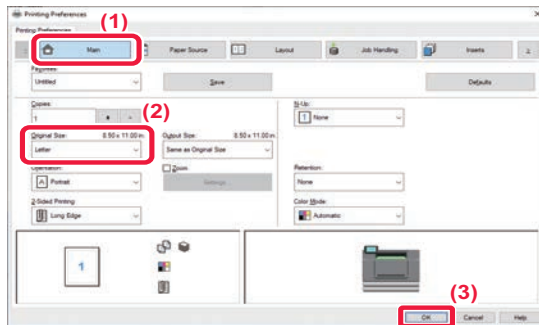 Printing Preferences
(1)
Printing Preferences
Main
Paper Source
Layout
Job Handling
Inserts
Favorites:
Untitled
Save
Defaults
Copies:
1
(2)
N-Up:
1 None
Original Size: 8.50 x 11.00 in.
Output Size: 8.50 x 11.00 in.
Letter
Same as Original Size
Orientation:
Zoom
Retention:
A Portrait
Settings...
None
2-Sided Printing
Color Mode:
Long Edge
Automatic
1
(3)
OK
Cancel
Help